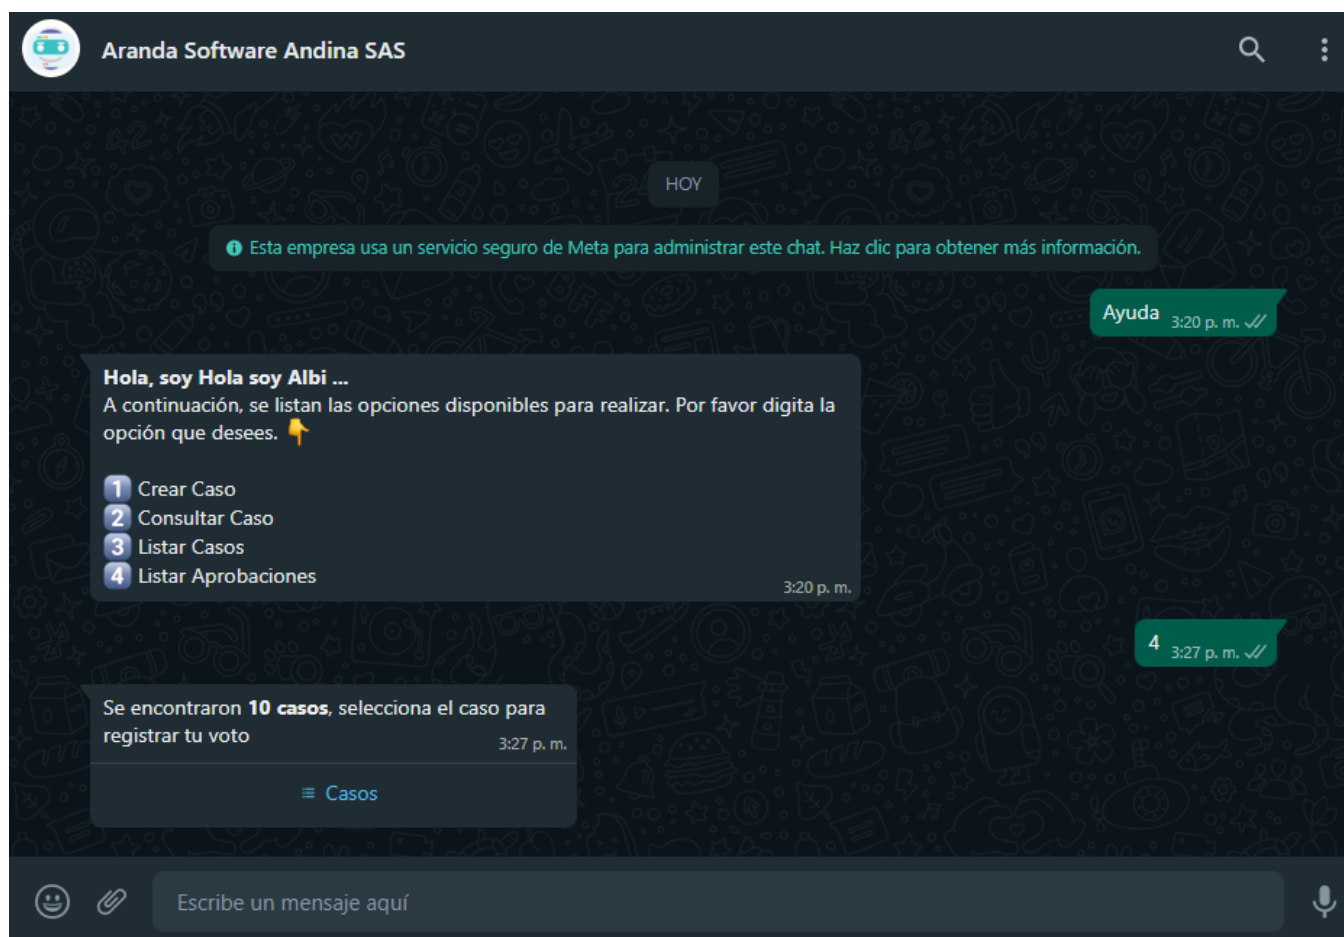 Aranda Software Andina SAS
HOY
Esta empresa usa un servicio seguro de Meta para administrar este chat. Haz clic para obtener más información.
Ayuda 3:20 p. m.
Hola, soy Hola soy Albi ...
A continuación, se listan las opciones disponibles para realizar. Por favor digita la
opción que desees. 👇
1 Crear Caso
2 Consultar Caso
3 Listar Casos
4 Listar Aprobaciones
3:20 p. m.
4 3:27 p. m.
Se encontraron 10 casos, selecciona el caso para
registrar tu voto 3:27 p. m.
Casos
Escribe un mensaje aquí